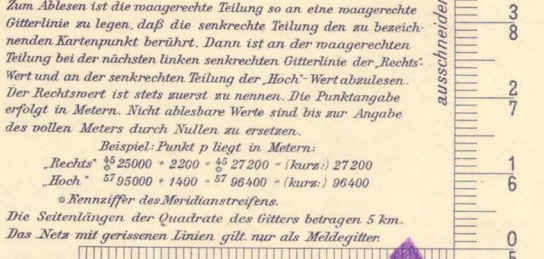 Zum Ablesen ist die waagerechte Teilung so an eine waagerechte
Gitterlinie zu legen, daß die senkrechte Teilung den zu bezeich-
nenden Kartenpunkt berührt. Dann ist an der waagerechten
Teilung bei der nächsten linken senkrechten Gitterlinie der „Rechts"-
Wert und an der senkrechten Teilung der „Hoch"-Wert abzulesen.
Der Rechtswert ist stets zuerst zu nennen. Die Punktangabe
erfolgt in Metern. Nicht ablesbare Werte sind bis zur Angabe
des vollen Meters durch Nullen zu ersetzen.
Beispiel: Punkt p liegt in Metern:
„Rechts" 45 25000 + 2200 = 45 27200 = (kurz:) 27200
„Hoch" 57 95000 + 1400 = 57 96400 = (kurz:) 96400
Kennziffer des Meridianstreifens.
Die Seitenlängen der Quadrate des Gitters betragen 5 km.
Das Netz mit gerissenen Linien gilt nur als Meldegitter.
ausschneiden
3
8
2
7
1
6
0
5